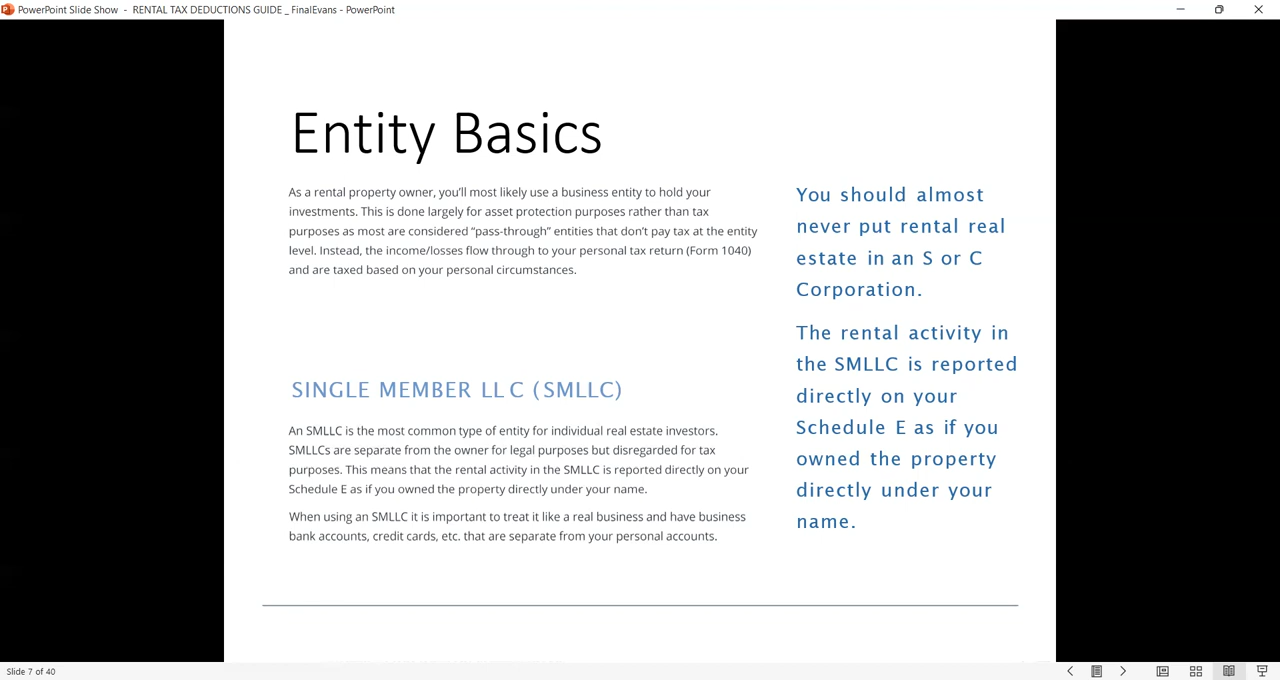 PowerPoint Slide Show - RENTAL TAX DEDUCTIONS GUIDE _ FinalEvans - PowerPoint
Entity Basics
As a rental property owner, you'll most likely use a business entity to hold your
investments. This is done largely for asset protection purposes rather than tax
purposes as most are considered “pass-through” entities that don't pay tax at the entity
level. Instead, the income/losses flow through to your personal tax return (Form 1040)
and are taxed based on your personal circumstances.
SINGLE MEMBER LL C (SMLLC)
An SMLLC is the most common type of entity for individual real estate investors.
SMLLCs are separate from the owner for legal purposes but disregarded for tax
purposes. This means that the rental activity in the SMLLC is reported directly on your
Schedule E as if you owned the property directly under your name.
When using an SMLLC it is important to treat it like a real business and have business
bank accounts, credit cards, etc. that are separate from your personal accounts.
You should almost
never put rental real
estate in an S or C
Corporation.
The rental activity in
the SMLLC is reported
directly on your
Schedule E as if you
owned the property
directly under your
name.
Slide 7 of 40